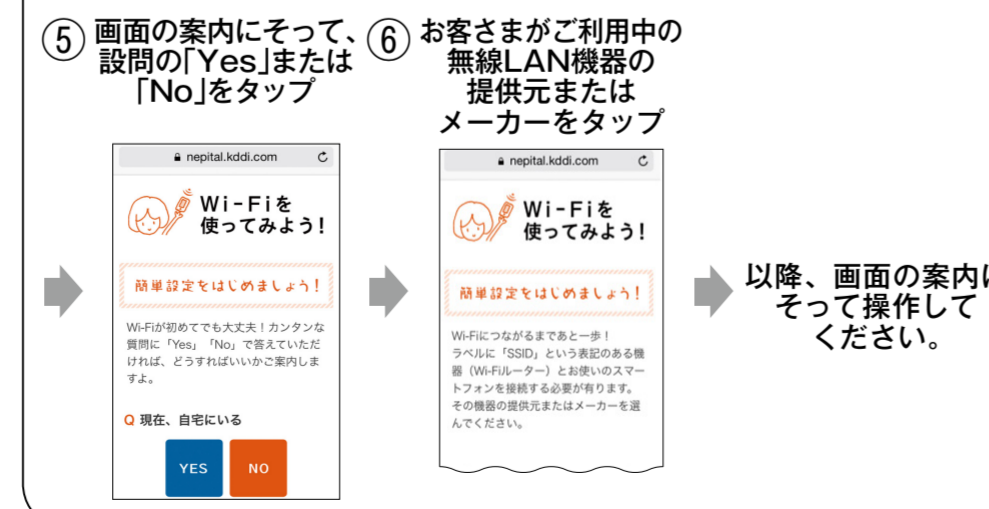 ⑤ 画面の案内にそって、
設問の「Yes」または
「No」をタップ
nepital.kddi.com
Wi-Fiを
使ってみよう!
簡単設定をはじめましょう!
Wi-Fiが初めてでも大丈夫!カンタンな
質問に「Yes」「No」で答えていただ
ければ、どうすればいいかご案内しま
すよ。
Q 現在、自宅にいる
YES
NO
⑥ お客さまがご利用中の
無線LAN機器の
提供元または
メーカーをタップ
nepital.kddi.com
Wi-Fiを
使ってみよう!
簡単設定をはじめましょう!
Wi-Fiにつながるまであと一歩!
ラベルに「SSID」という表記のある機
器（Wi-Fiルーター）とお使いのスマー
トフォンを接続する必要が有ります。
その機器の提供元またはメーカーを選
んでください。
以降、画面の案内に
そって操作して
ください。